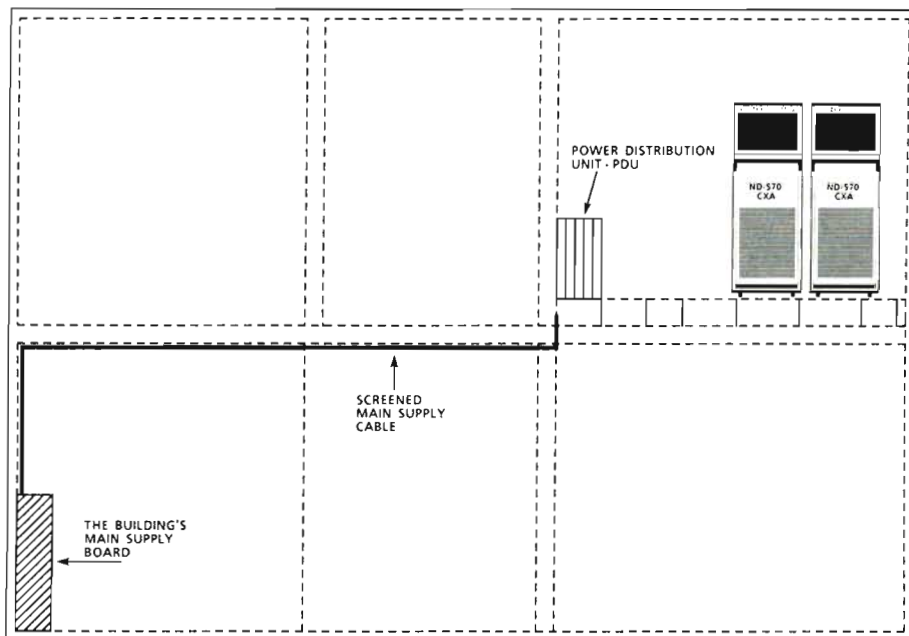 POWER DISTRIBUTION
UNIT - PDU
ND-570
CXA
ND-570
CXA
SCREENED
MAIN SUPPLY
CABLE
THE BUILDING'S
MAIN SUPPLY
BOARD